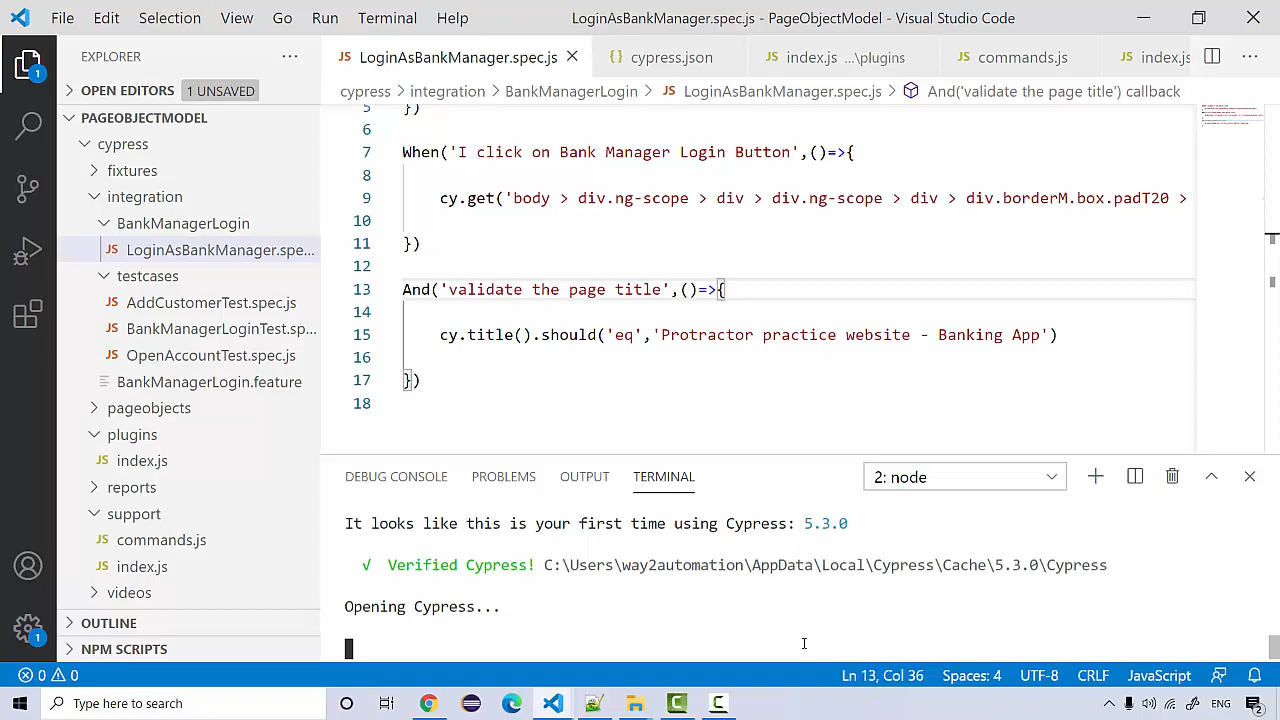 File Edit Selection View Go Run Terminal Help LoginAsBankManager.spec.js - PageObjectModel - Visual Studio Code
EXPLORER
1
OPEN EDITORS 1 UNSAVED
PAGEOBJECTMODEL
cypress
fixtures
integration
BankManagerLogin
JS LoginAsBankManager.spe...
testcases
JS AddCustomerTest.spec.js
JS BankManagerLoginTest.sp...
JS OpenAccountTest.spec.js
BankManagerLogin.feature
pageobjects
plugins
JS index.js
reports
support
JS commands.js
JS index.js
videos
OUTLINE
NPM SCRIPTS
1
JS LoginAsBankManager.spec.js {} cypress.json JS index.js ...\plugins JS commands.js JS index.js
cypress > integration > BankManagerLogin > JS LoginAsBankManager.spec.js > And('validate the page title') callback
5 })
6
7 When('I click on Bank Manager Login Button',()=>{
8
9 cy.get('body > div.ng-scope > div > div.ng-scope > div > div.borderM.box.padT20 >
10
11 })
12
13 And('validate the page title',()=>{
14
15 cy.title().should('eq','Protractor practice website - Banking App')
16
17 })
18
DEBUG CONSOLE PROBLEMS OUTPUT TERMINAL 2: node
It looks like this is your first time using Cypress: 5.3.0
√ Verified Cypress! C:\Users\way2automation\AppData\Local\Cypress\Cache\5.3.0\Cypress
Opening Cypress...
0 0 Ln 13, Col 36 Spaces: 4 UTF-8 CRLF JavaScript
Type here to search ENG 2